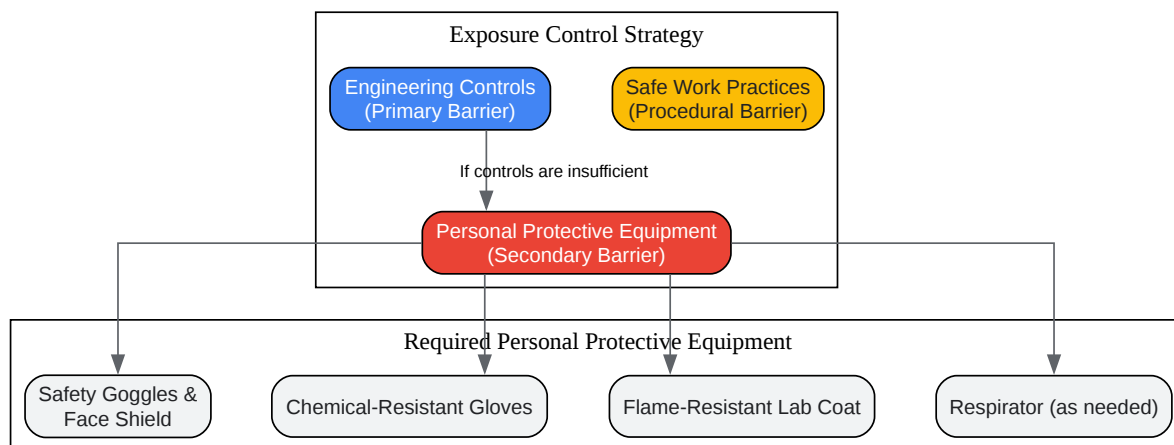 Exposure Control Strategy
Engineering Controls
(Primary Barrier)
Safe Work Practices
(Procedural Barrier)
If controls are insufficient
Personal Protective Equipment
(Secondary Barrier)
Required Personal Protective Equipment
Safety Goggles &
Face Shield
Chemical-Resistant Gloves
Flame-Resistant Lab Coat
Respirator (as needed)